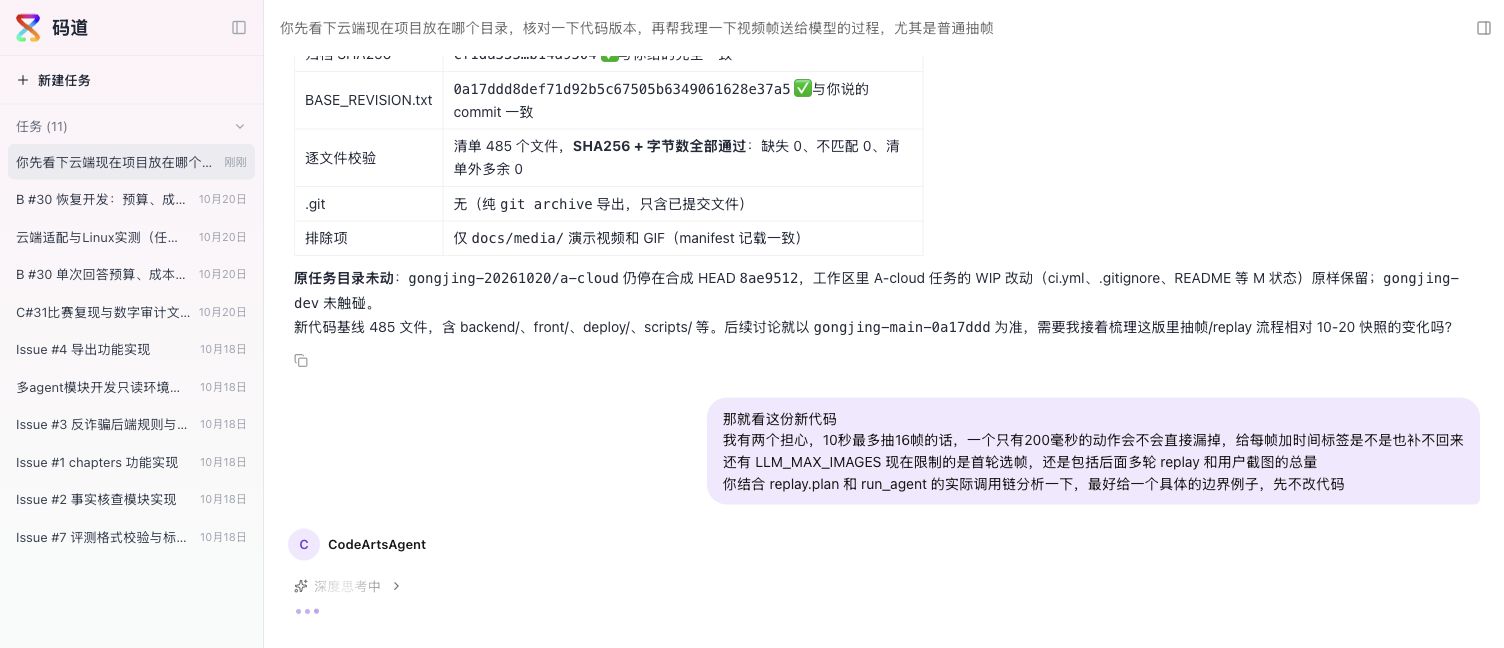 码道
新建任务
任务 (11)
你先看下云端现在项目放在哪个... 刚刚
B #30 恢复开发：预算、成... 10月20日
云端适配与Linux实测（任... 10月20日
B #30 单次回答预算、成本... 10月20日
C#31比赛复现与数字审计文... 10月20日
Issue #4 导出功能实现 10月18日
多agent模块开发只读环境... 10月18日
Issue #3 反诈骗后端规则与... 10月18日
Issue #1 chapters 功能实现 10月18日
Issue #2 事实核查模块实现 10月18日
Issue #7 评测格式校验与标... 10月18日
你先看下云端现在项目放在哪个目录，核对一下代码版本，再帮我理一下视频帧送给模型的过程，尤其是普通抽帧
BASE_REVISION.txt
0a17ddd8def71d92b5c67505b6349061628e37a5 ✅与你说的
commit 一致
逐文件校验
清单 485 个文件，SHA256 + 字节数全部通过：缺失 0、不匹配 0、清
单外多余 0
.git
无（纯 git archive 导出，只含已提交文件）
排除项
仅 docs/media/ 演示视频和 GIF（manifest 记载一致）
原任务目录未动：gongjing-20261020/a-cloud 仍停在合成 HEAD 8ae9512，工作区里 A-cloud 任务的 WIP 改动（ci.yml、.gitignore、README 等 M 状态）原样保留；gongjing-
dev 未触碰。
新代码基线 485 文件，含 backend/、front/、deploy/、scripts/ 等。后续讨论就以 gongjing-main-0a17ddd 为准，需要我接着梳理这版里抽帧/replay 流程相对 10-20 快照的变化吗？
那就看这份新代码
我有两个担心，10秒最多抽16帧的话，一个只有200毫秒的动作会不会直接漏掉，给每帧加时间标签是不是也补不回来
还有 LLM_MAX_IMAGES 现在限制的是首轮选帧，还是包括后面多轮 replay 和用户截图的总量
你结合 replay.plan 和 run_agent 的实际调用链分析一下，最好给一个具体的边界例子，先不改代码
C
CodeArtsAgent
深度思考中